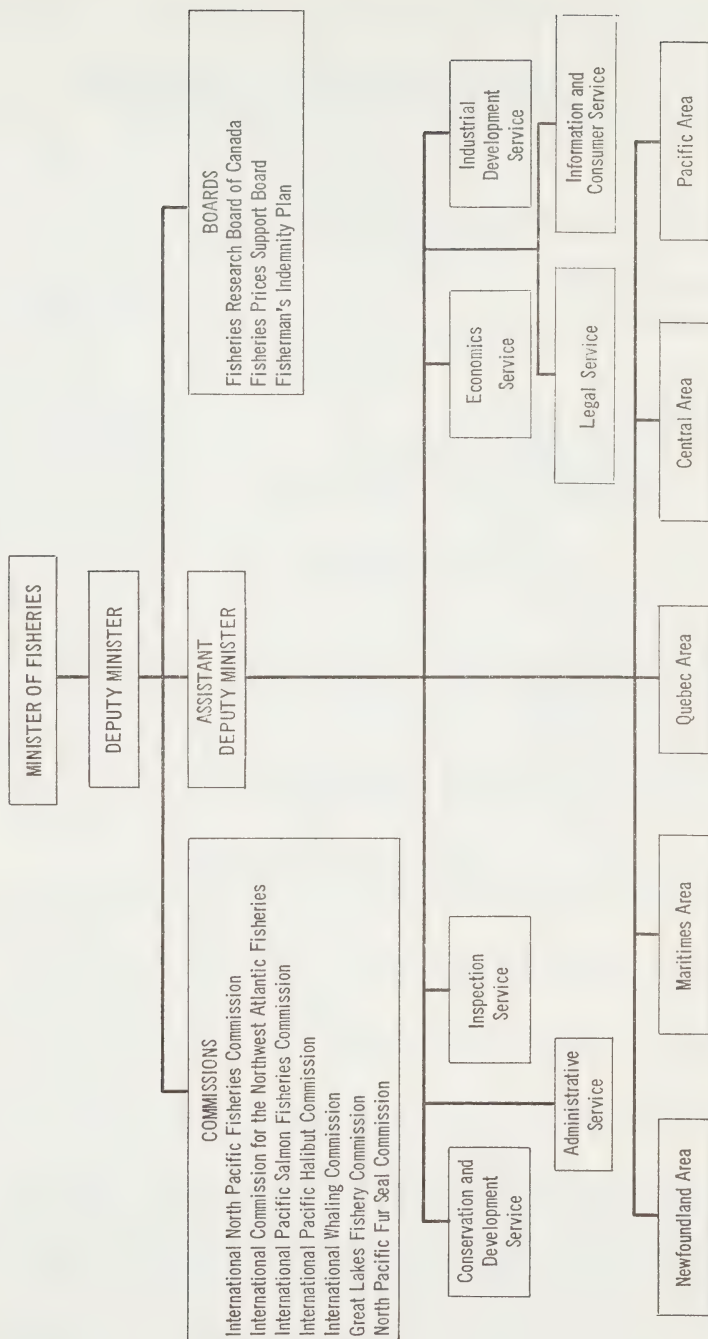 MINISTER OF FISHERIES
DEPUTY MINISTER
COMMISSIONS
International North Pacific Fisheries Commission
International Commission for the Northwest Atlantic Fisheries
International Pacific Salmon Fisheries Commission
International Pacific Halibut Commission
International Whaling Commission
Great Lakes Fishery Commission
North Pacific Fur Seal Commission
ASSISTANT
DEPUTY MINISTER
BOARDS
Fisheries Research Board of Canada
Fisheries Prices Support Board
Fisherman's Indemnity Plan
Conservation and
Development
Service
Inspection
Service
Economics
Service
Industrial
Development
Service
Administrative
Service
Legal Service
Information and
Consumer Service
Newfoundland Area
Maritimes Area
Quebec Area
Central Area
Pacific Area